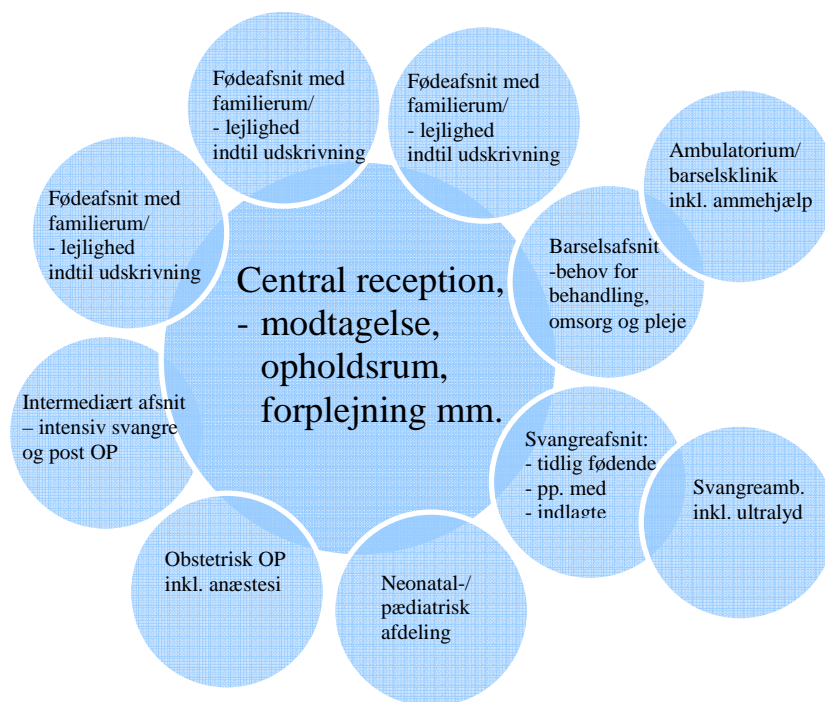 Fødeafsnit med
familierum/
- lejlighed
indtil udskrivning
Fødeafsnit med
familierum/
- lejlighed
indtil udskrivning
Ambulatorium/
barselsklinik
inkl. ammehjælp
Fødeafsnit med
familierum/
- lejlighed
indtil udskrivning
Barselsafsnit
-behov for
behandling,
omsorg og pleje
Central reception,
- modtagelse,
opholdsrum,
forplejning mm.
Intermediært afsnit
– intensiv svangre
og post OP
Svangreafsnit:
- tidlig fødende
- pp. med
- indlagte
Svangreamb.
inkl. ultralyd
Obstetrisk OP
inkl. anæstesi
Neonatal-/
pædiatrisk
afdeling